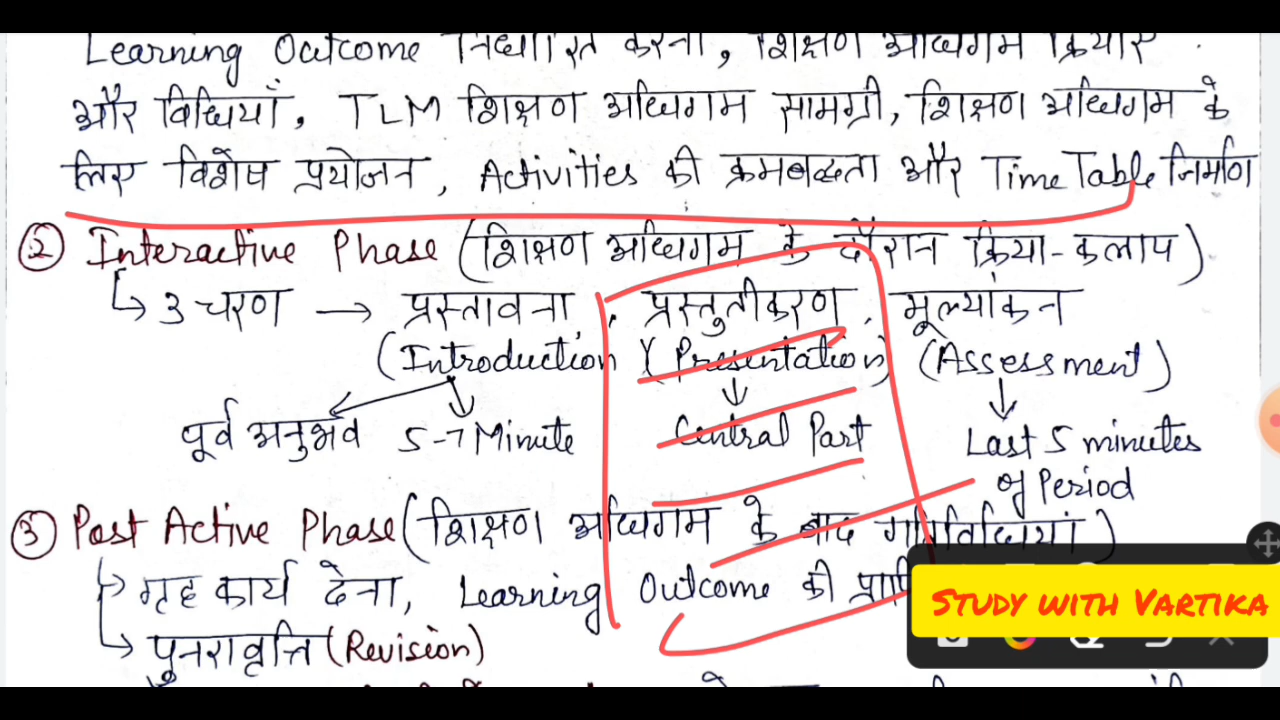 Learning Outcome निर्धारित करना, शिक्षण अधिगम क्रियाएं
और विधियाँ, TLM शिक्षण अधिगम सामग्री, शिक्षण अधिगम के
लिए विशेष प्रयोजन, Activities की क्रमबद्धता और Time Table निर्माण
② Interactive Phase (शिक्षण अधिगम के दौरान क्रिया-कलाप)
↳ 3 चरण → प्रस्तावना, प्रस्तुतीकरण, मूल्यांकन
(Introduction) (Presentation) (Assessment)
पूर्व अनुभव 5-7 Minute Central Part Last 5 minutes
of Period
③ Post Active Phase (शिक्षण अधिगम के बाद गतिविधियां)
↳ गृह कार्य देना, Learning Outcome की
↳ पुनरावृत्ति (Revision)
STUDY WITH VARTIKA